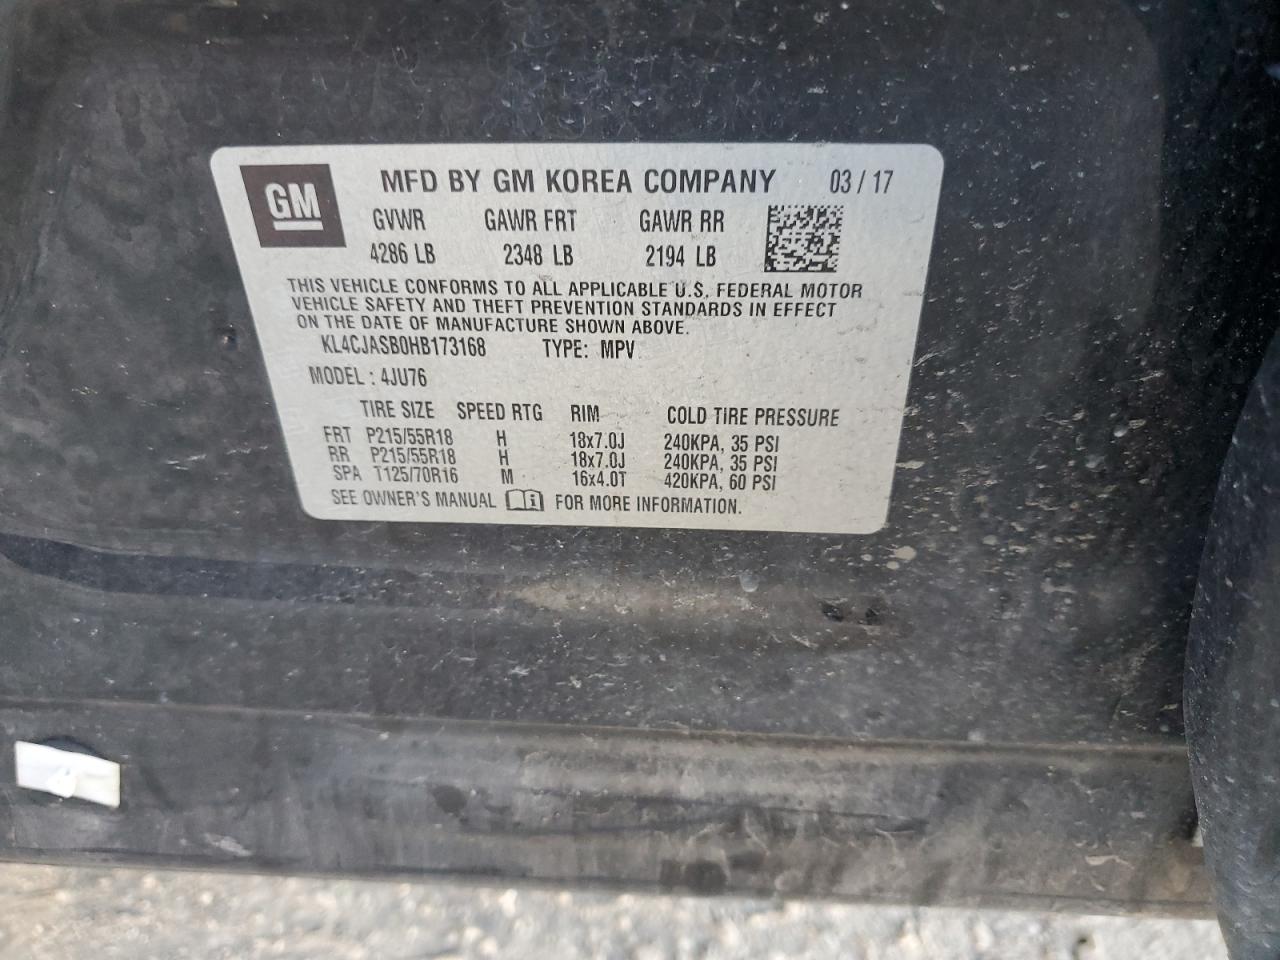 GM MFD BY GM KOREA COMPANY 03 / 17
GVWR GAWR FRT GAWR RR
4286 LB 2348 LB 2194 LB
THIS VEHICLE CONFORMS TO ALL APPLICABLE U.S. FEDERAL MOTOR
VEHICLE SAFETY AND THEFT PREVENTION STANDARDS IN EFFECT
ON THE DATE OF MANUFACTURE SHOWN ABOVE.
KL4CJASB0HB173168 TYPE: MPV
MODEL : 4JU76
TIRE SIZE SPEED RTG RIM COLD TIRE PRESSURE
FRT P215/55R18 H 18x7.0J 240KPA, 35 PSI
RR P215/55R18 H 18x7.0J 240KPA, 35 PSI
SPA T125/70R16 M 16x4.0T 420KPA, 60 PSI
SEE OWNER'S MANUAL FOR MORE INFORMATION.